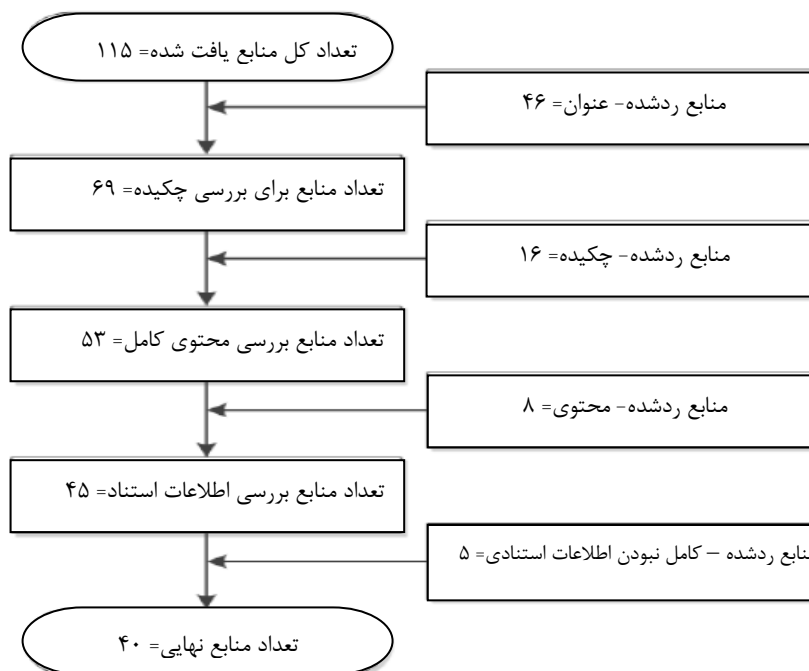 تعداد کل منابع یافت شده= ۱۱۵
منابع ردشده- عنوان= ۴۶
تعداد منابع برای بررسی چکیده= ۶۹
منابع ردشده- چکیده= ۱۶
تعداد منابع بررسی محتوی کامل= ۵۳
منابع ردشده- محتوی= ۸
تعداد منابع بررسی اطلاعات استناد= ۴۵
ردشده – کامل نبودن اطلاعات استنادی= ۵
تعداد منابع نهایی= ۴۰